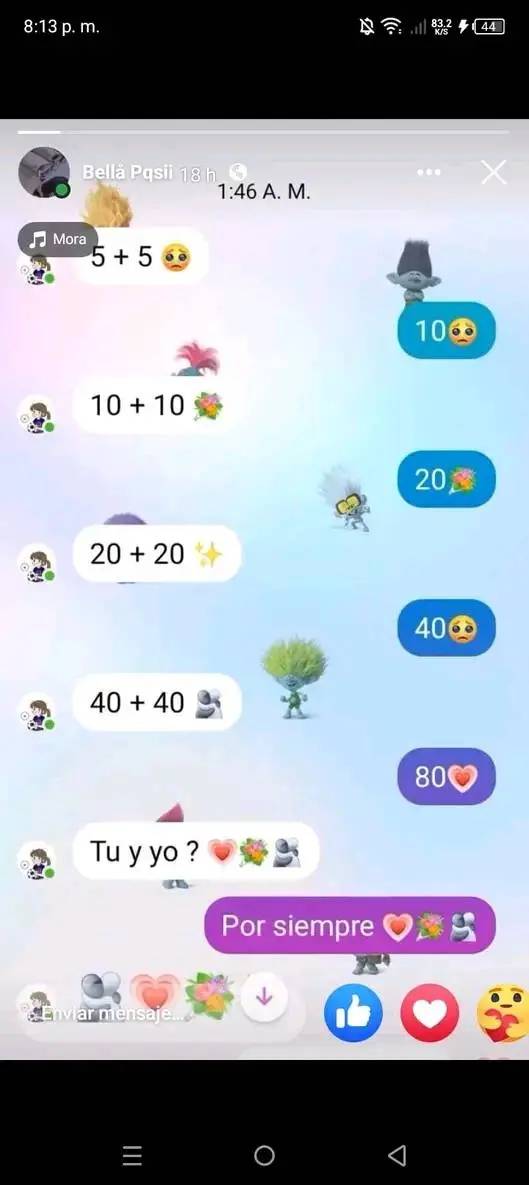 8:13 p. m.
83.2
K/S
44
Bellå Pqsii 18 h
1:46 A. M.
Mora
5 + 5 🥺
10🥺
10 + 10 💐
20💐
20 + 20 ✨
40🥺
40 + 40 🫂
80💗
Tu y yo ? 💗💐🫂
Por siempre 💗💐🫂
🫂💗💐
Enviar mensaje...